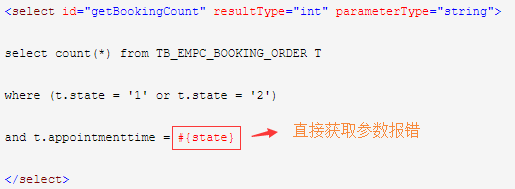 <select id="getBookingCount" resultType="int" parameterType="string">
select count(*) from TB_EMPC_BOOKING_ORDER T
where (t.state = '1' or t.state = '2')
and t.appointmenttime = #{state} 直接获取参数报错
</select>